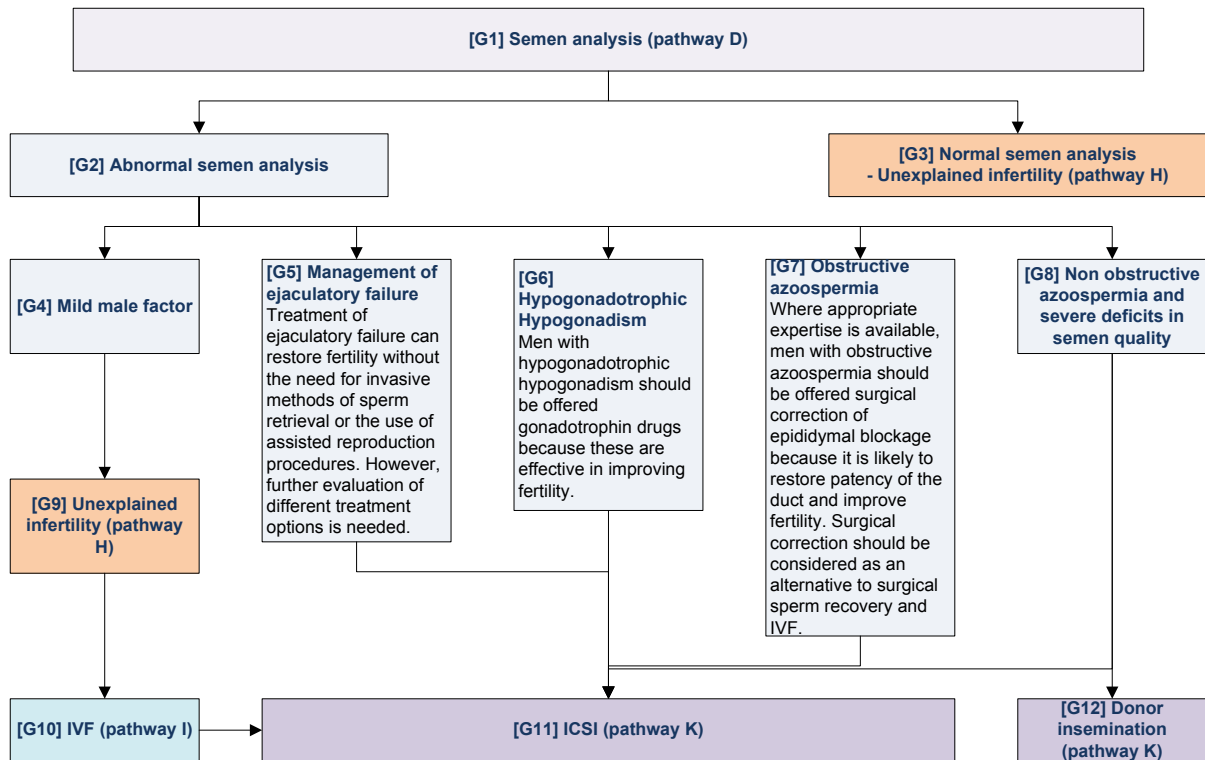 [G1] Semen analysis (pathway D)
[G2] Abnormal semen analysis
[G3] Normal semen analysis
- Unexplained infertility (pathway H)
[G4] Mild male factor
[G5] Management of
ejaculatory failure
Treatment of
ejaculatory failure can
restore fertility without
the need for invasive
methods of sperm
retrieval or the use of
assisted reproduction
procedures. However,
further evaluation of
different treatment
options is needed.
[G6]
Hypogonadotrophic
Hypogonadism
Men with
hypogonadotrophic
hypogonadism should
be offered
gonadotrophin drugs
because these are
effective in improving
fertility.
[G7] Obstructive
azoospermia
Where appropriate
expertise is available,
men with obstructive
azoospermia should
be offered surgical
correction of
epididymal blockage
because it is likely to
restore patency of the
duct and improve
fertility. Surgical
correction should be
considered as an
alternative to surgical
sperm recovery and
IVF.
[G8] Non obstructive
azoospermia and
severe deficits in
semen quality
[G9] Unexplained
infertility (pathway
H)
[G10] IVF (pathway I)
[G11] ICSI (pathway K)
[G12] Donor
insemination
(pathway K)